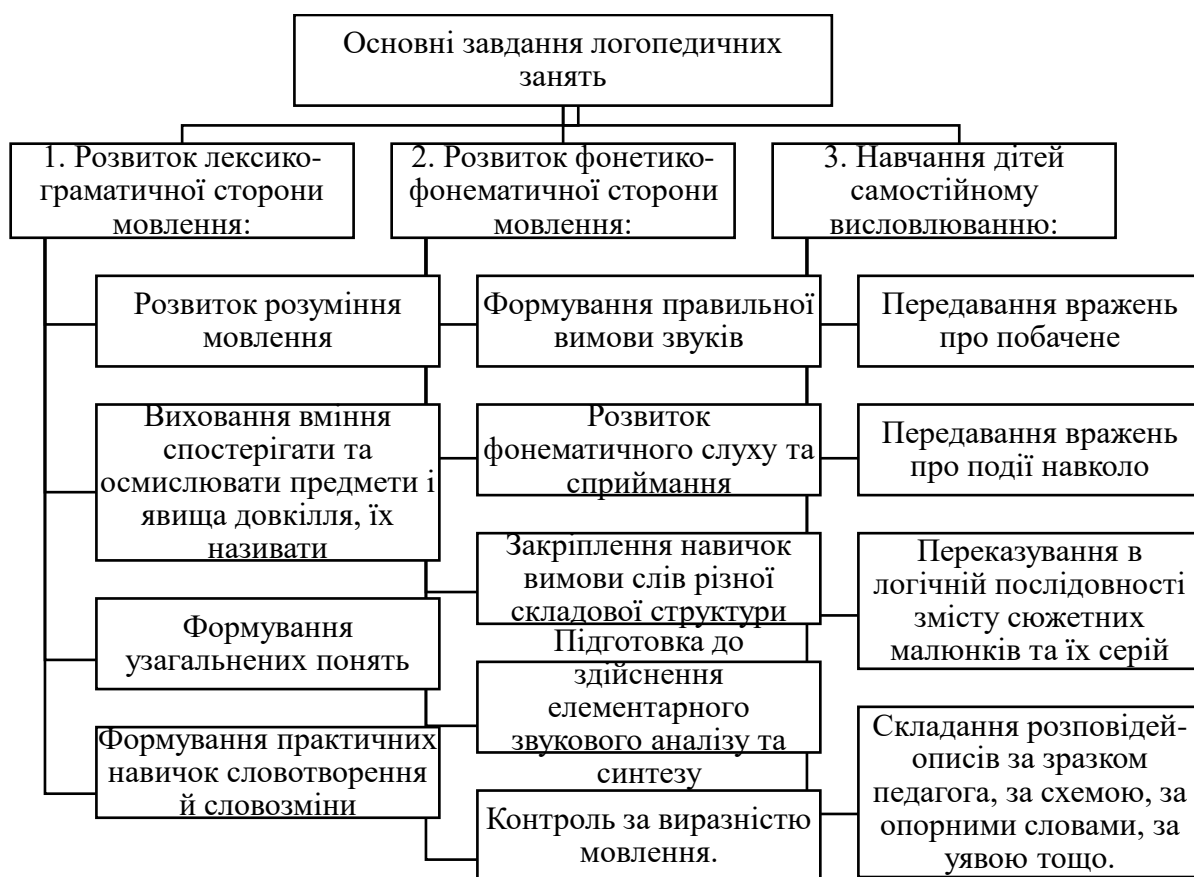 Основні завдання логопедичних
занять
1. Розвиток лексико-
граматичної сторони
мовлення:
Розвиток розуміння
мовлення
Виховання вміння
спостерігати та
осмислювати предмети і
явища довкілля, їх
називати
Формування
узагальнених понять
Формування практичних
навичок словотворення
й словозміни
2. Розвиток фонетико-
фонематичної сторони
мовлення:
Формування правильної
вимови звуків
Розвиток
фонематичного слуху та
сприймання
Закріплення навичок
вимови слів різної
складової структури
Підготовка до
здійснення
елементарного
звукового аналізу та
синтезу
Контроль за виразністю
мовлення.
3. Навчання дітей
самостійному
висловлюванню:
Передавання вражень
про побачене
Передавання вражень
про події навколо
Переказування в
логічній послідовності
змісту сюжетних
малюнків та їх серій
Складання розповідей-
описів за зразком
педагога, за схемою, за
опорними словами, за
уявою тощо.